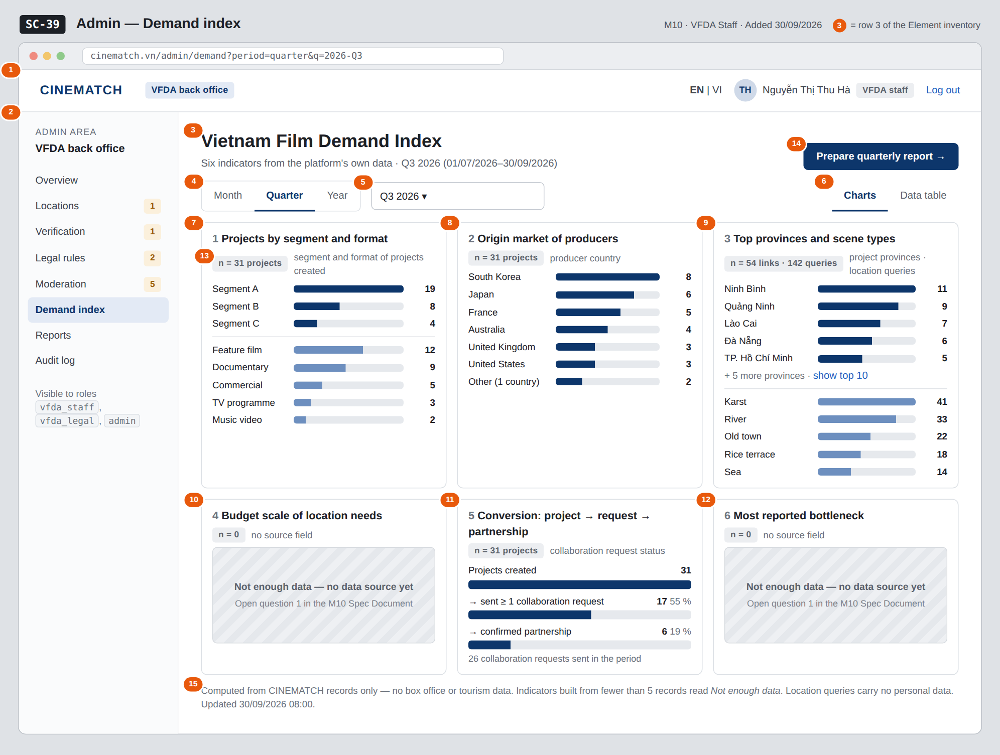 SC-39 Admin — Demand index
M10 · VFDA Staff · Added 30/09/2026 3 = row 3 of the Element inventory
cinematch.vn/admin/demand?period=quarter&q=2026-Q3
1
CINEMATCH VFDA back office EN | VI TH Nguyễn Thị Thu Hà VFDA staff Log out
2
ADMIN AREA
VFDA back office
Overview
Locations 1
Verification 1
Legal rules 2
Moderation 5
Demand index
Reports
Audit log
Visible to roles
vfda_staff,
vfda_legal, admin
3
Vietnam Film Demand Index
Six indicators from the platform's own data · Q3 2026 (01/07/2026–30/09/2026)
14
Prepare quarterly report →
4
Month Quarter Year
5
Q3 2026 ▾
6
Charts Data table
7
1 Projects by segment and format
13
n = 31 projects segment and format of projects
created
Segment A 19
Segment B 8
Segment C 4
Feature film 12
Documentary 9
Commercial 5
TV programme 3
Music video 2
8
2 Origin market of producers
n = 31 projects producer country
South Korea 8
Japan 6
France 5
Australia 4
United Kingdom 3
United States 3
Other (1 country) 2
9
3 Top provinces and scene types
n = 54 links · 142 queries project provinces ·
location queries
Ninh Bình 11
Quảng Ninh 9
Lào Cai 7
Đà Nẵng 6
TP. Hồ Chí Minh 5
+ 5 more provinces · show top 10
Karst 41
River 33
Old town 22
Rice terrace 18
Sea 14
10
4 Budget scale of location needs
n = 0 no source field
Not enough data — no data source yet
Open question 1 in the M10 Spec Document
11
5 Conversion: project → request →
partnership
n = 31 projects collaboration request status
Projects created 31
→ sent ≥ 1 collaboration request 17 55 %
→ confirmed partnership 6 19 %
26 collaboration requests sent in the period
12
6 Most reported bottleneck
n = 0 no source field
Not enough data — no data source yet
Open question 1 in the M10 Spec Document
15
Computed from CINEMATCH records only — no box office or tourism data. Indicators built from fewer than 5 records read Not enough data. Location queries carry no personal data.
Updated 30/09/2026 08:00.